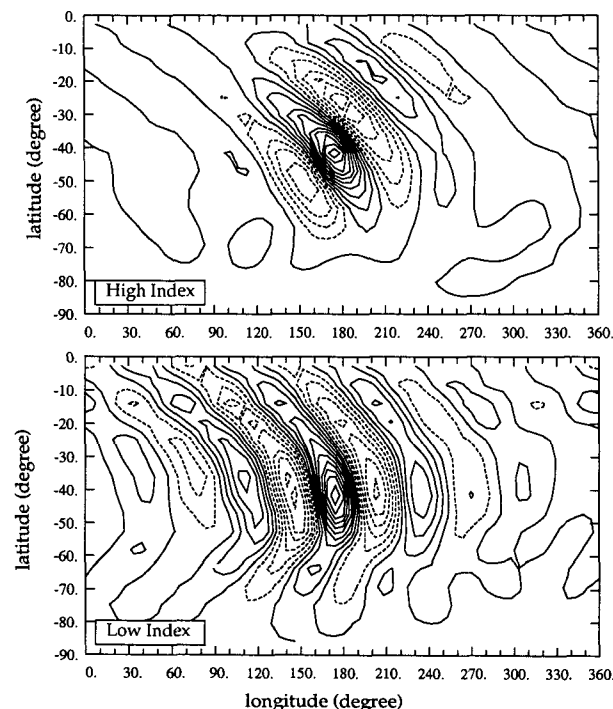 -0.
-10.
-20.
-30.
-40.
-50.
-60.
-70.
-80.
-90.
latitude (degree)
High Index
0. 30. 60. 90. 120. 150. 180. 210. 240. 270. 300. 330. 360.
0.
-10.
-20.
-30.
-40.
-50.
-60.
-70.
-80.
-90.
latitude (degree)
Low Index
0. 30. 60. 90. 120. 150. 180. 210. 240. 270. 300. 330. 360.
longitude (degree)